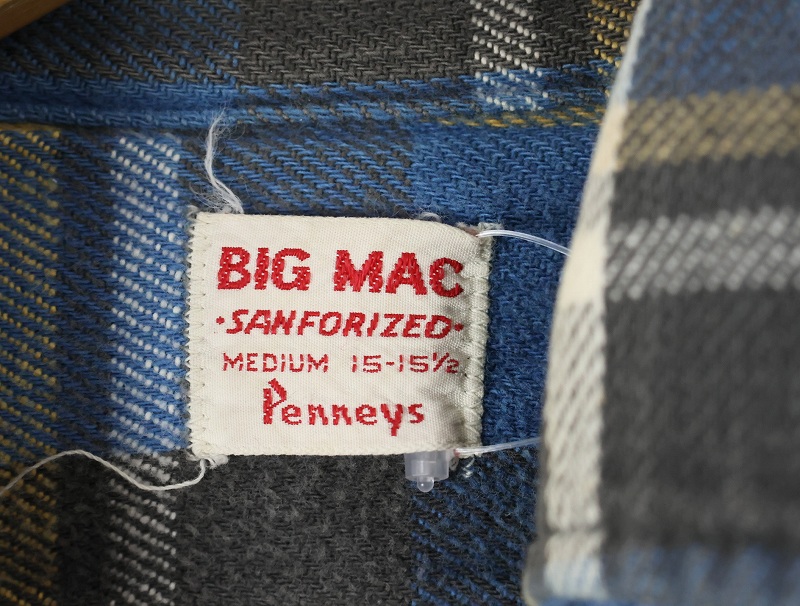 BIG MAC
·SANFORIZED·
MEDIUM 15-15½
Penneys